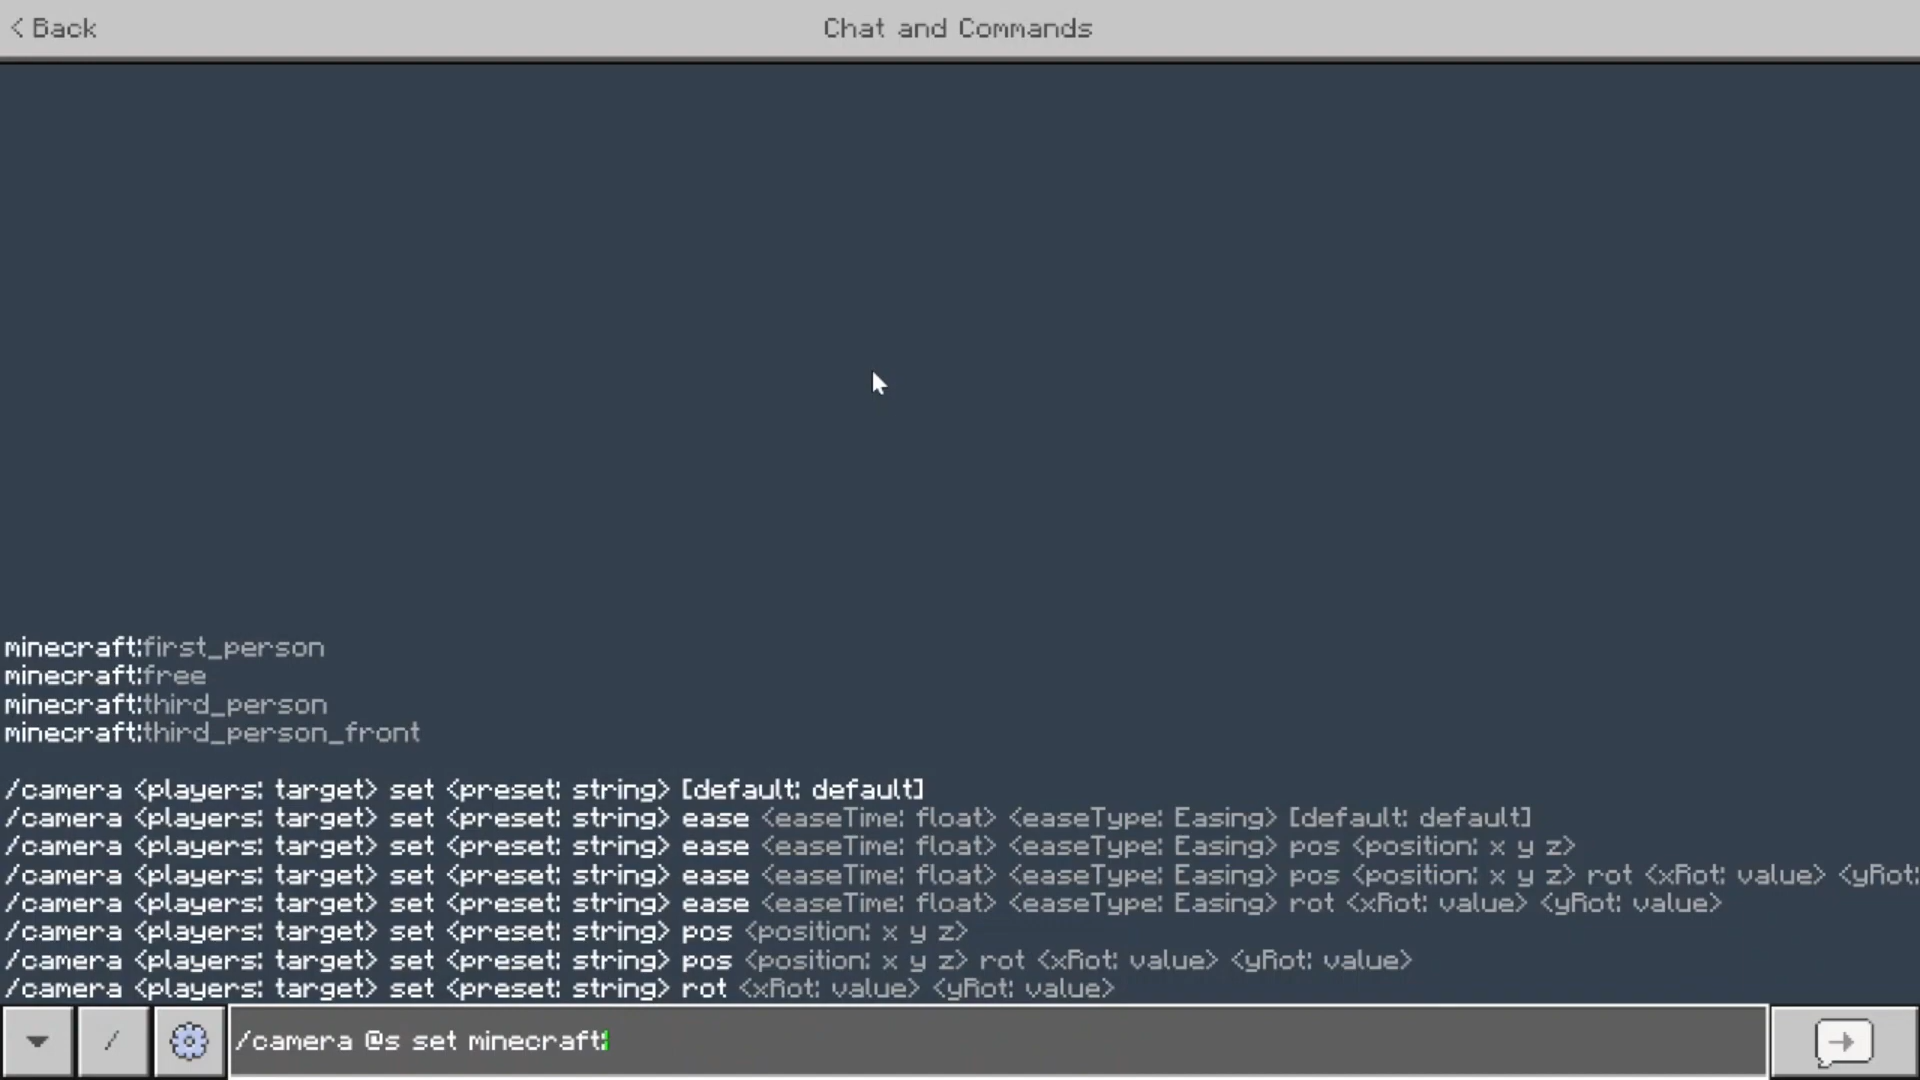 < Back
Chat and Commands
minecraft:first_person
minecraft:free
minecraft:third_person
minecraft:third_person_front
/camera <players: target> set <preset: string> [default: default]
/camera <players: target> set <preset: string> ease <easeTime: float> <easeType: Easing> [default: default]
/camera <players: target> set <preset: string> ease <easeTime: float> <easeType: Easing> pos <position: x y z>
/camera <players: target> set <preset: string> ease <easeTime: float> <easeType: Easing> pos <position: x y z> rot <xRot: value> <yRot:
/camera <players: target> set <preset: string> ease <easeTime: float> <easeType: Easing> rot <xRot: value> <yRot: value>
/camera <players: target> set <preset: string> pos <position: x y z>
/camera <players: target> set <preset: string> pos <position: x y z> rot <xRot: value> <yRot: value>
/camera <players: target> set <preset: string> rot <xRot: value> <yRot: value>
/
/camera @s set minecraft: